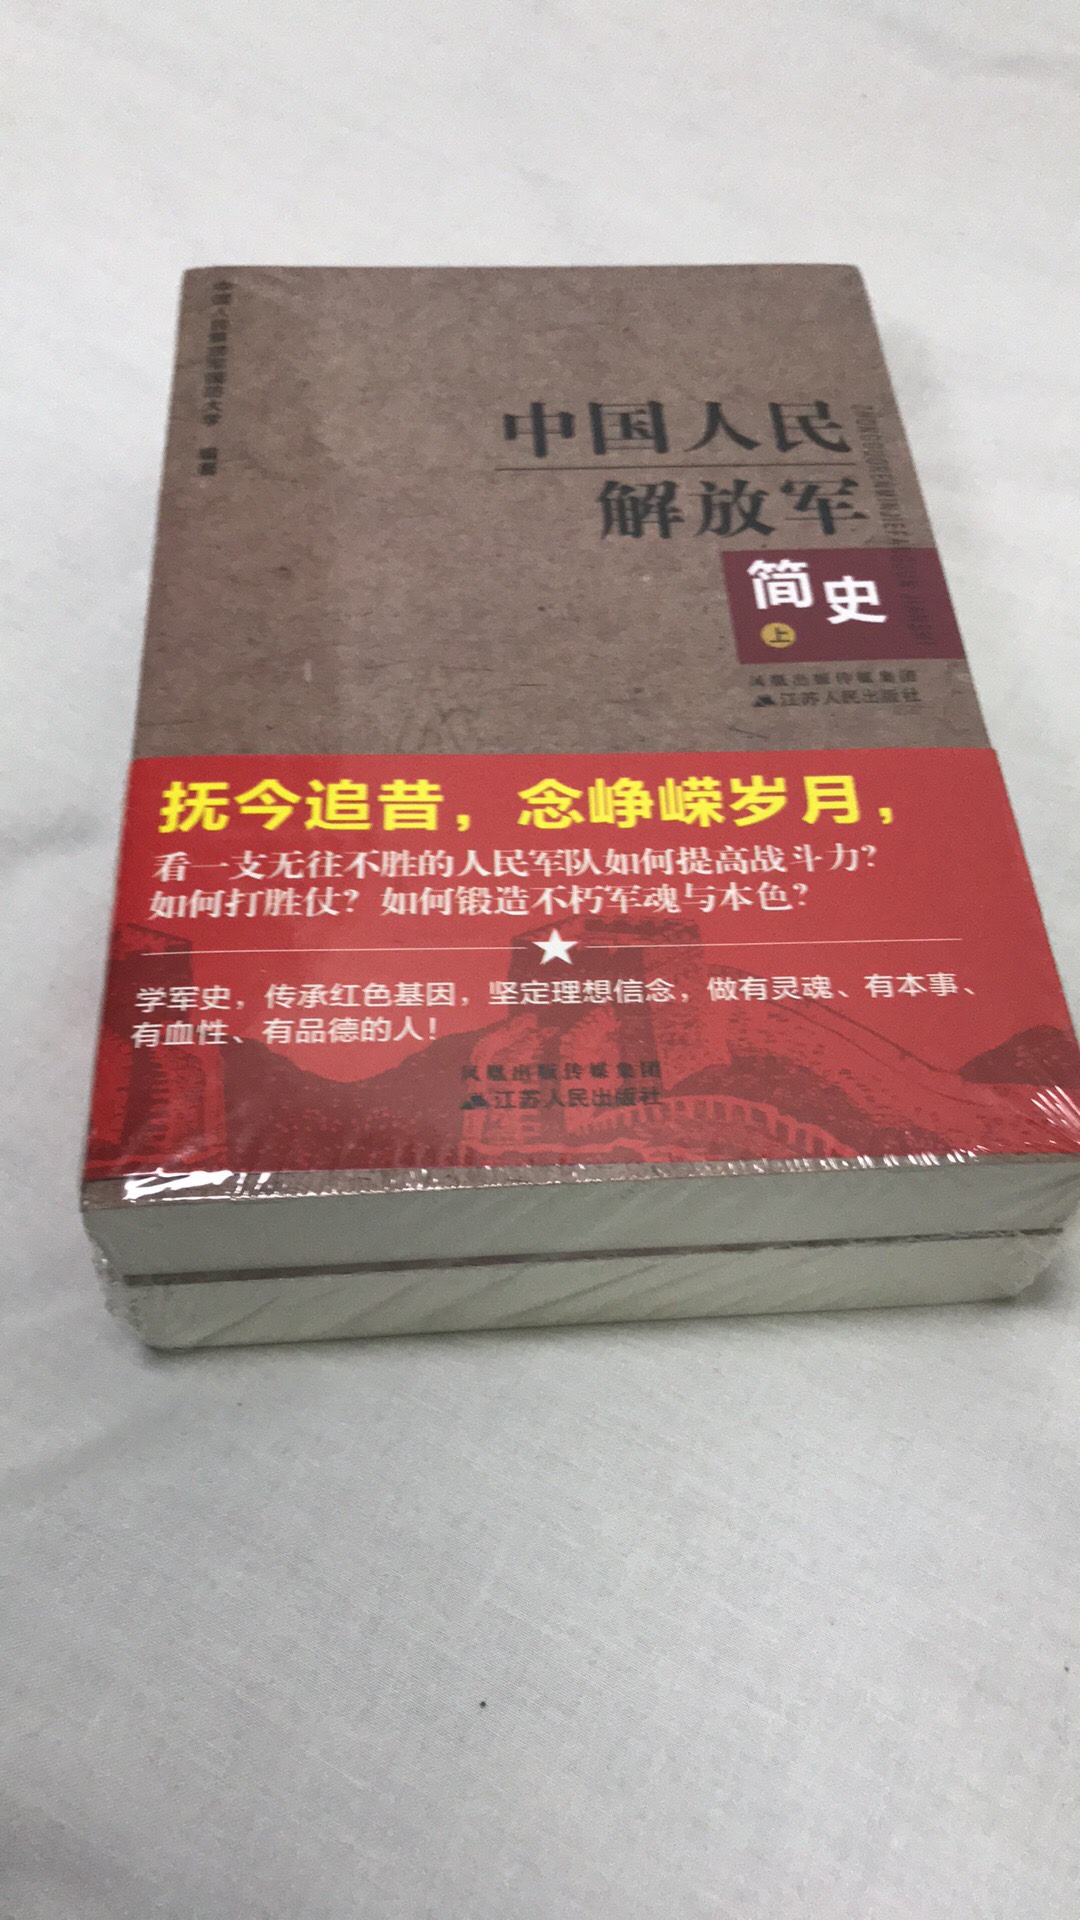 中国人民
解放军
简史
上
凤凰出版传媒集团
江苏人民出版社
抚今追昔，念峥嵘岁月，
看一支无往不胜的人民军队如何提高战斗力？
如何打胜仗？如何锻造不朽军魂与本色？
学军史，传承红色基因，坚定理想信念，做有灵魂、有本事、
有血性、有品德的人！
凤凰出版传媒集团
江苏人民出版社